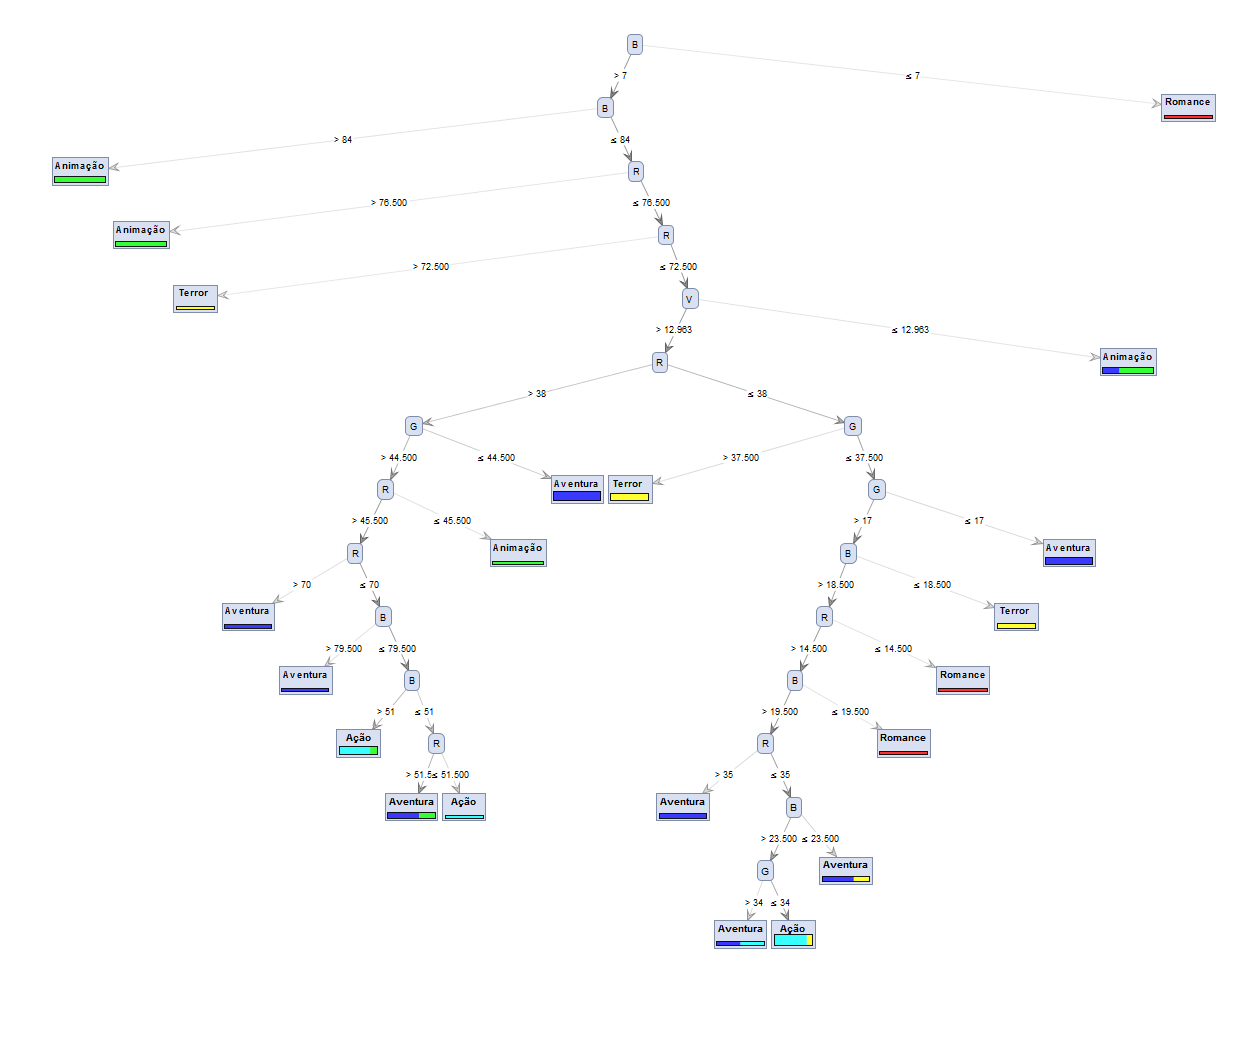 B
> 7
≤ 7
Romance
B
> 84
≤ 84
Animação
R
> 76.500
≤ 76.500
Animação
R
> 72.500
≤ 72.500
Terror
V
> 12.963
≤ 12.963
Animação
R
> 38
≤ 38
G
G
> 44.500
≤ 44.500
> 37.500
≤ 37.500
R
Aventura
Terror
G
> 45.500
≤ 45.500
> 17
≤ 17
R
Animação
B
Aventura
> 70
≤ 70
> 18.500
≤ 18.500
Aventura
B
R
Terror
> 79.500
≤ 79.500
> 14.500
≤ 14.500
Aventura
B
B
Romance
> 51
≤ 51
> 19.500
≤ 19.500
Ação
R
R
Romance
> 51.5
≤ 51.500
> 35
≤ 35
Aventura
Ação
Aventura
B
> 23.500
≤ 23.500
G
Aventura
> 34
≤ 34
Aventura
Ação